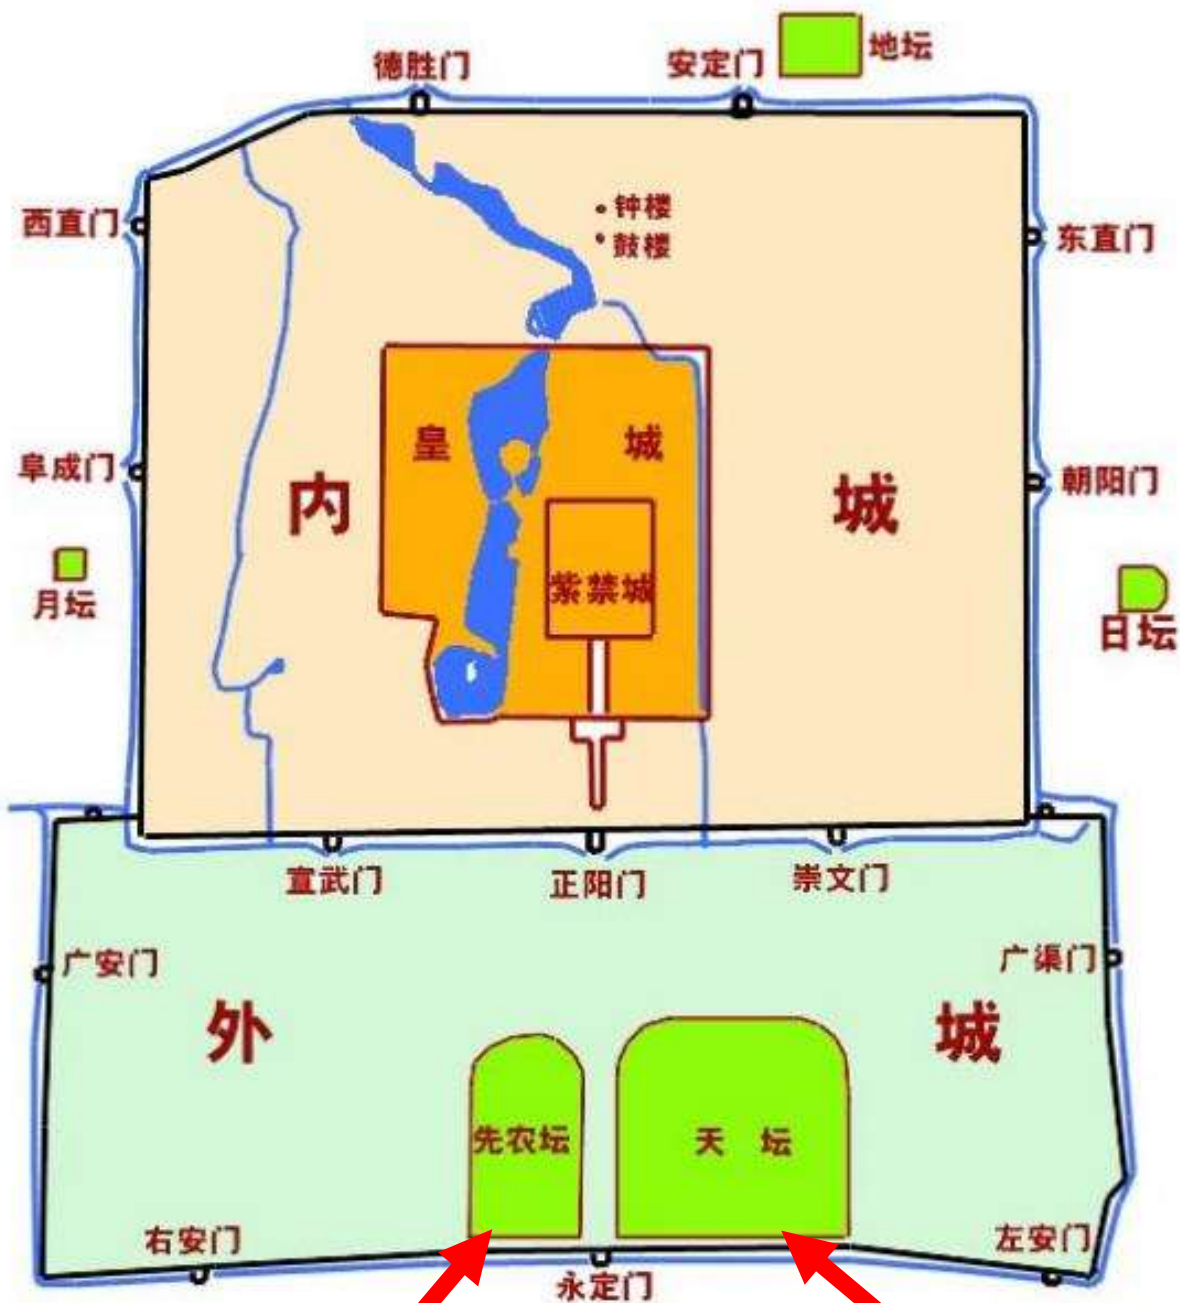 地坛
德胜门
安定门
钟楼
鼓楼
西直门
东直门
皇城
阜成门
朝阳门
内城
紫禁城
月坛
日坛
宣武门
正阳门
崇文门
广安门
广渠门
外城
先农坛
天坛
右安门
左安门
永定门